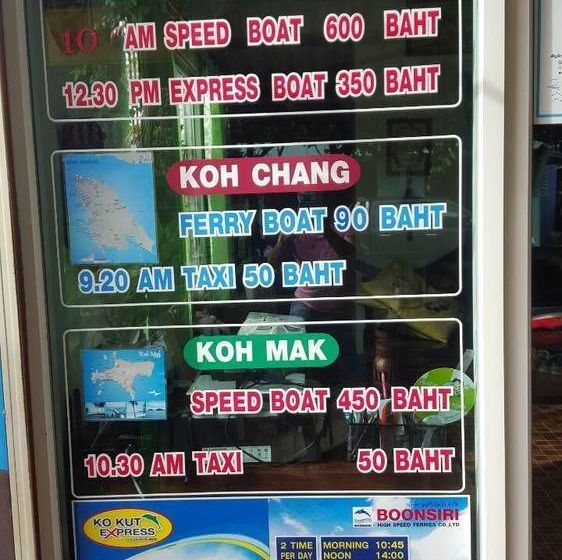 10 AM SPEED BOAT 600 BAHT
12.30 PM EXPRESS BOAT 350 BAHT
KOH CHANG
FERRY BOAT 90 BAHT
9.20 AM TAXI 50 BAHT
Koh Mak
KOH MAK
SPEED BOAT 450 BAHT
10.30 AM TAXI 50 BAHT
KO KUT
EXPRESS
BOONSIRI
HIGH SPEED FERRIES CO.,LTD
2 TIME MORNING 10:45
PER DAY NOON 14:00